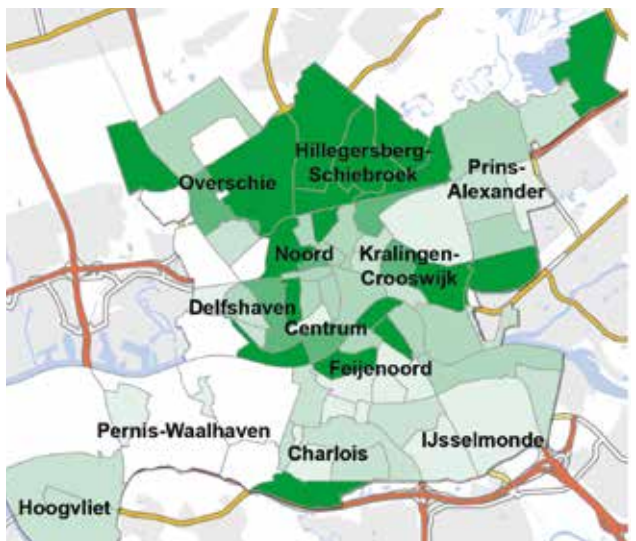 Hillegersberg-
Schiebroek
Overschie
Prins-
Alexander
Noord
Kralingen-
Crooswijk
Delfshaven
Centrum
Feijenoord
Pernis-Waalhaven
Charlois
IJsselmonde
Hoogvliet